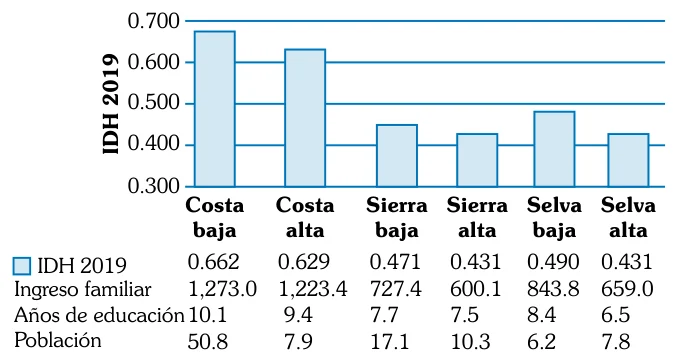 0.700
0.600
0.500
0.400
0.300
IDH 2019
Costa baja
Costa alta
Sierra baja
Sierra alta
Selva baja
Selva alta
IDH 2019 0.662 0.629 0.471 0.431 0.490 0.431
Ingreso familiar 1,273.0 1,223.4 727.4 600.1 843.8 659.0
Años de educación 10.1 9.4 7.7 7.5 8.4 6.5
Población 50.8 7.9 17.1 10.3 6.2 7.8